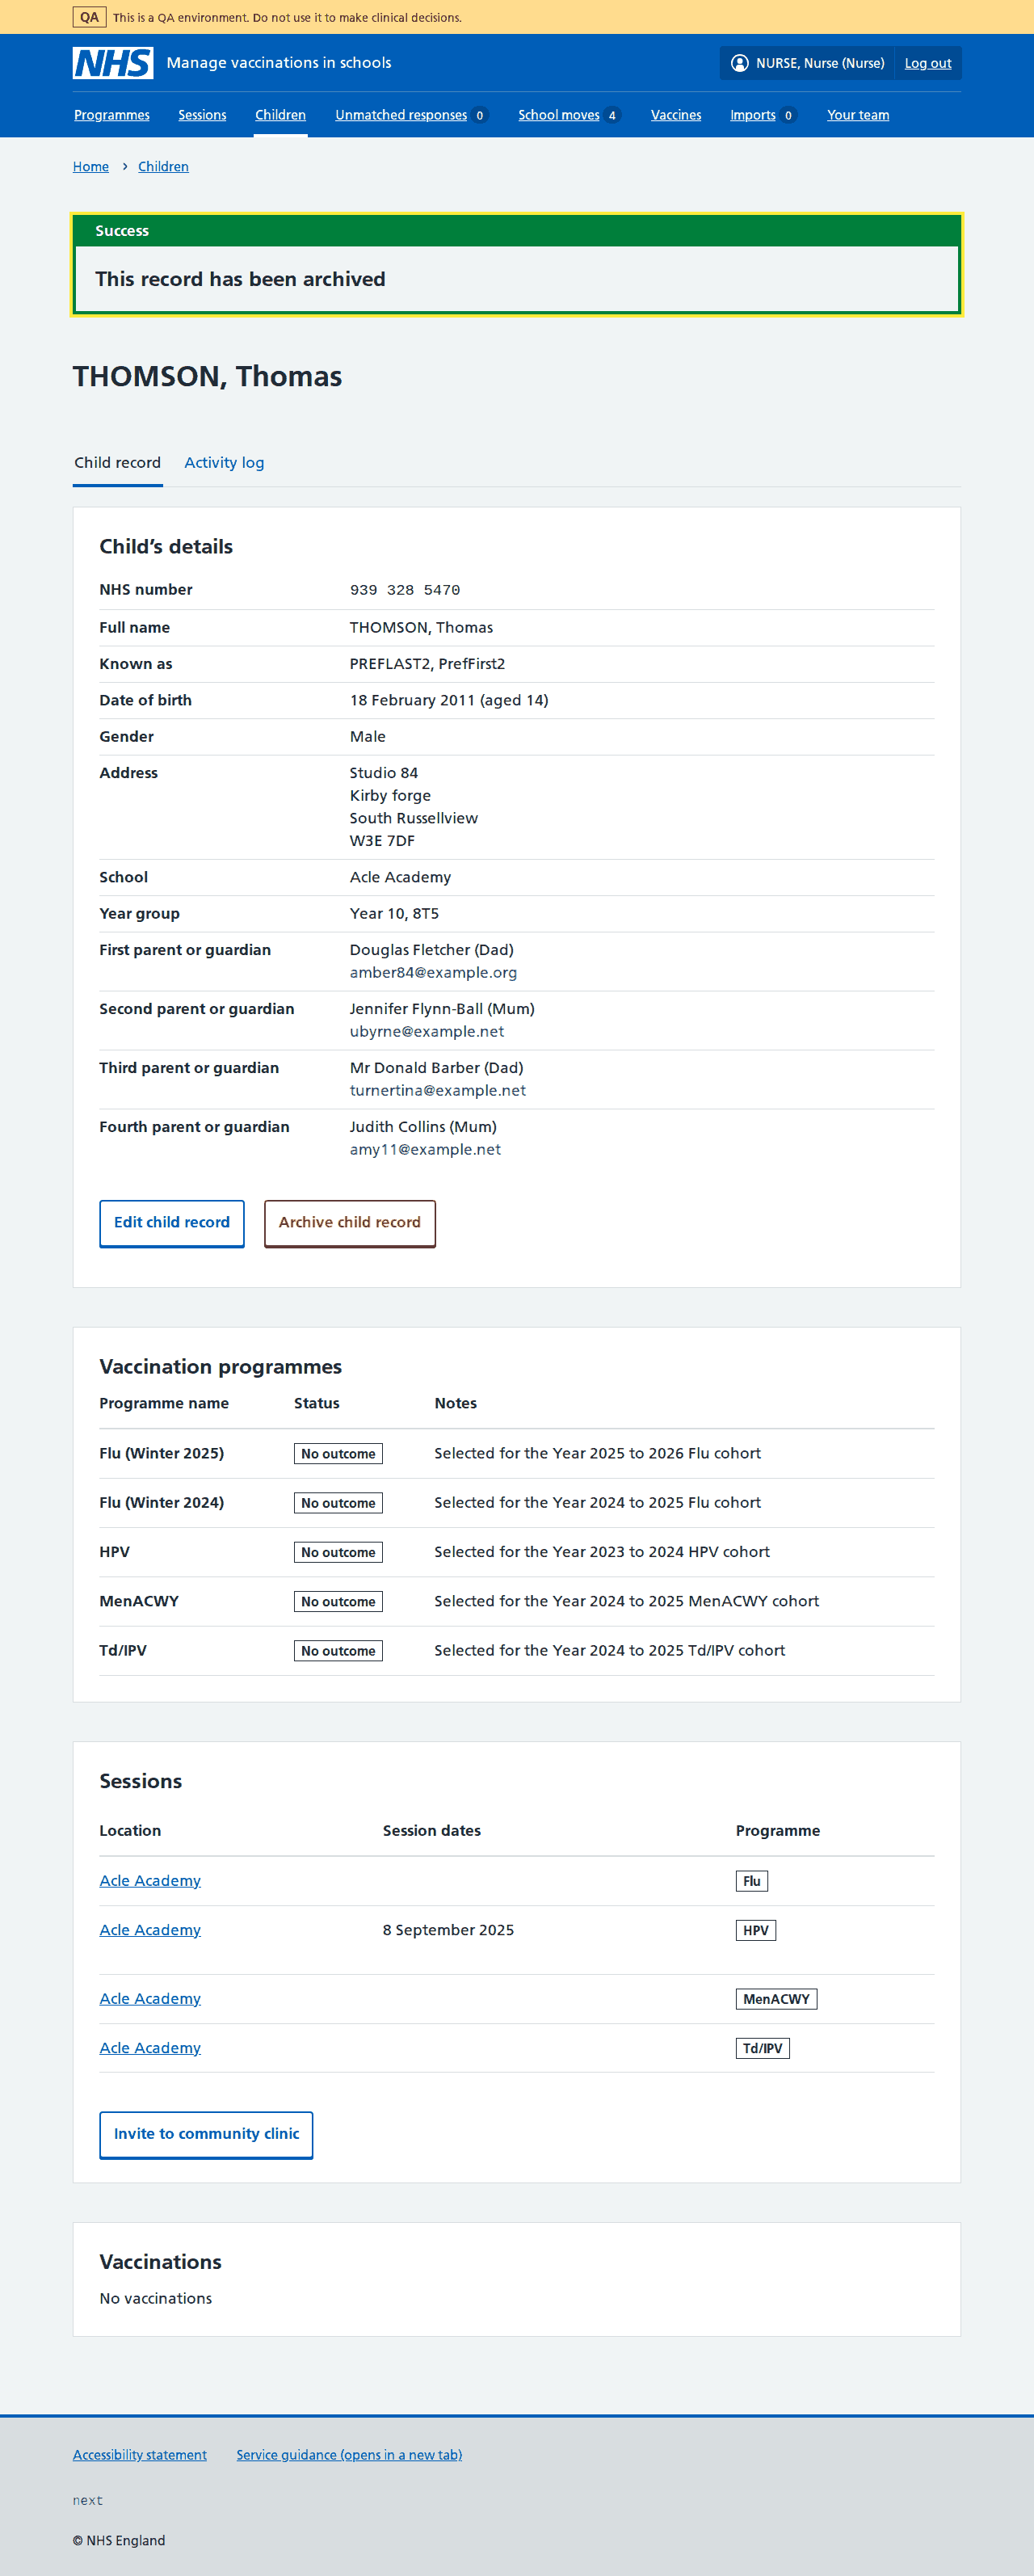 QA This is a QA environment. Do not use it to make clinical decisions.
NHS Manage vaccinations in schools NURSE, Nurse (Nurse) Log out
Programmes Sessions Children Unmatched responses 0 School moves 4 Vaccines Imports 0 Your team
Home › Children
Success
This record has been archived
THOMSON, Thomas
Child record Activity log
Child’s details
NHS number 939 328 5470
Full name THOMSON, Thomas
Known as PREFLAST2, PrefFirst2
Date of birth 18 February 2011 (aged 14)
Gender Male
Address Studio 84
Kirby forge
South Russellview
W3E 7DF
School Acle Academy
Year group Year 10, 8T5
First parent or guardian Douglas Fletcher (Dad)
amber84@example.org
Second parent or guardian Jennifer Flynn-Ball (Mum)
ubyrne@example.net
Third parent or guardian Mr Donald Barber (Dad)
turnertina@example.net
Fourth parent or guardian Judith Collins (Mum)
amy11@example.net
Edit child record Archive child record
Vaccination programmes
Programme name Status Notes
Flu (Winter 2025) No outcome Selected for the Year 2025 to 2026 Flu cohort
Flu (Winter 2024) No outcome Selected for the Year 2024 to 2025 Flu cohort
HPV No outcome Selected for the Year 2023 to 2024 HPV cohort
MenACWY No outcome Selected for the Year 2024 to 2025 MenACWY cohort
Td/IPV No outcome Selected for the Year 2024 to 2025 Td/IPV cohort
Sessions
Location Session dates Programme
Acle Academy Flu
Acle Academy 8 September 2025 HPV
Acle Academy MenACWY
Acle Academy Td/IPV
Invite to community clinic
Vaccinations
No vaccinations
Accessibility statement Service guidance (opens in a new tab)
next
© NHS England